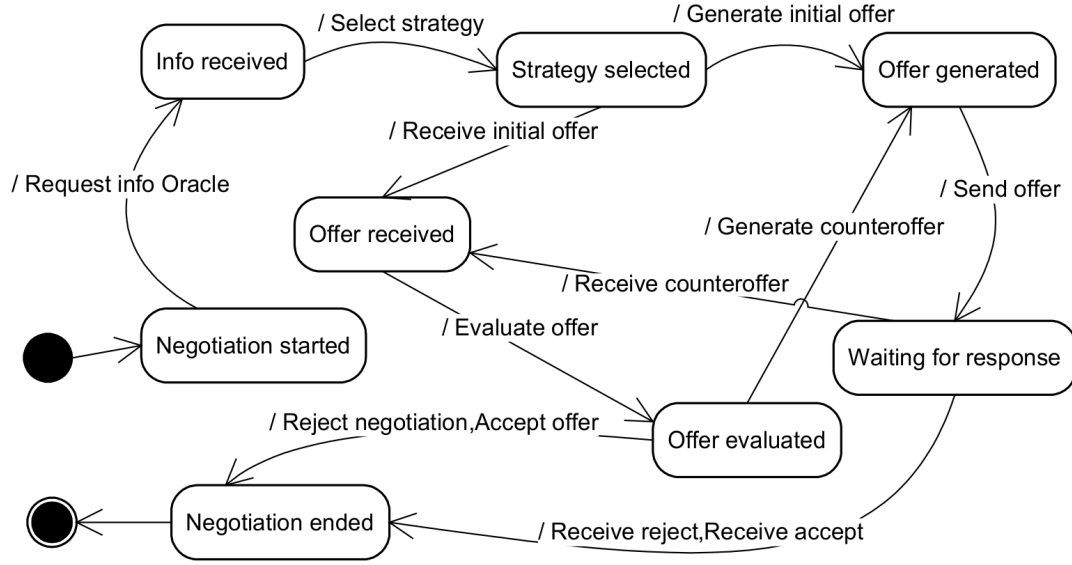 / Generate initial offer
/ Select strategy
Info received
Strategy selected
Offer generated
/ Receive initial offer
/ Request info Oracle
/ Send offer
Offer received
/ Generate counteroffer
/ Receive counteroffer
/ Evaluate offer
Negotiation started
Waiting for response
/ Reject negotiation,Accept offer
Offer evaluated
Negotiation ended
/ Receive reject,Receive accept